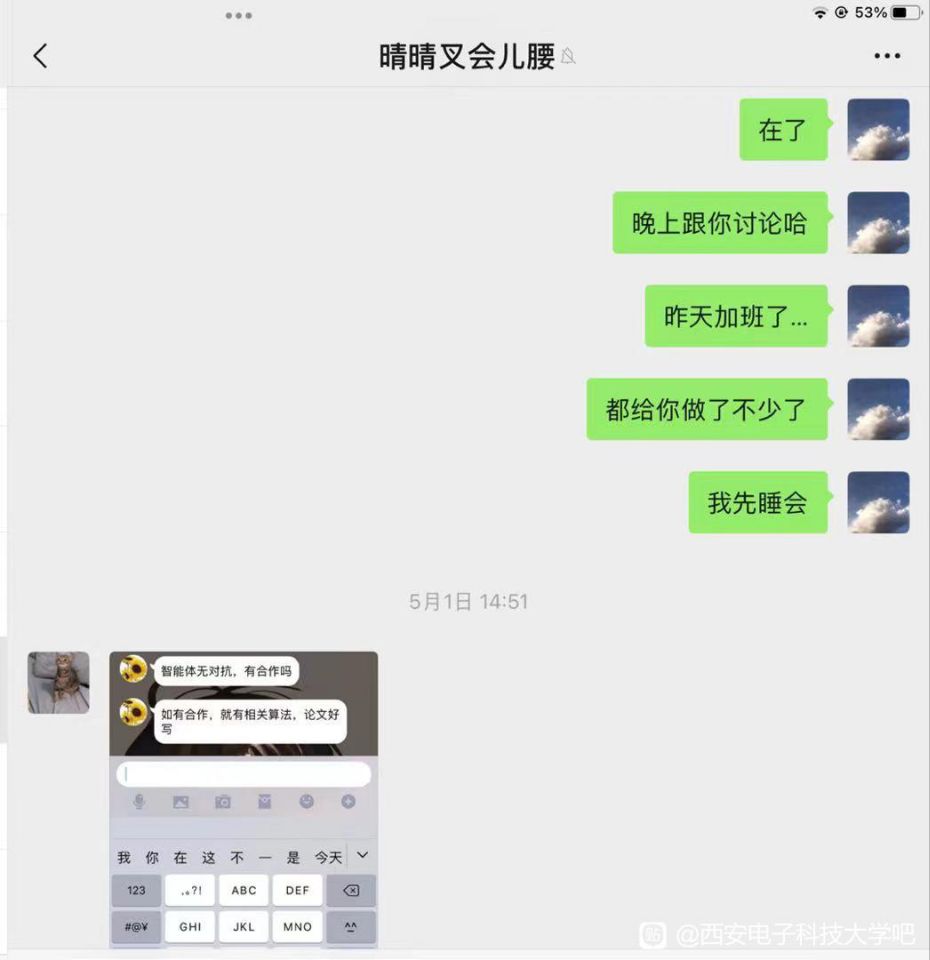 53%
晴晴叉会儿腰
在了
晚上跟你讨论哈
昨天加班了...
都给你做了不少了
我先睡会
5月1日 14:51
智能体无对抗，有合作吗
如有合作，就有相关算法，论文好
写
我 你 在 这 不 一 是 今天
123 ,。?! ABC DEF
#@¥ GHI JKL MNO ^^
贴 @西安电子科技大学吧